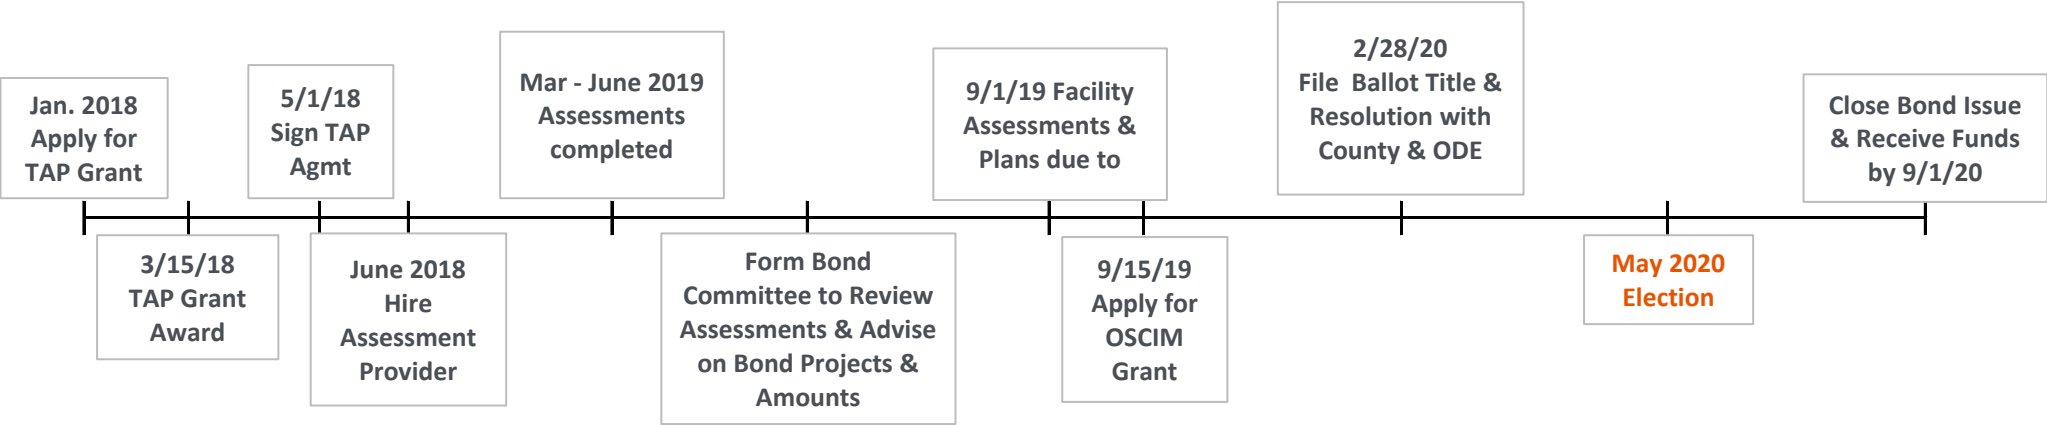 Jan. 2018
Apply for
TAP Grant
3/15/18
TAP Grant
Award
5/1/18
Sign TAP
Agmt
June 2018
Hire
Assessment
Provider
Mar - June 2019
Assessments
completed
Form Bond
Committee to Review
Assessments & Advise
on Bond Projects &
Amounts
9/1/19 Facility
Assessments &
Plans due to
9/15/19
Apply for
OSCIM
Grant
2/28/20
File Ballot Title &
Resolution with
County & ODE
May 2020
Election
Close Bond Issue
& Receive Funds
by 9/1/20